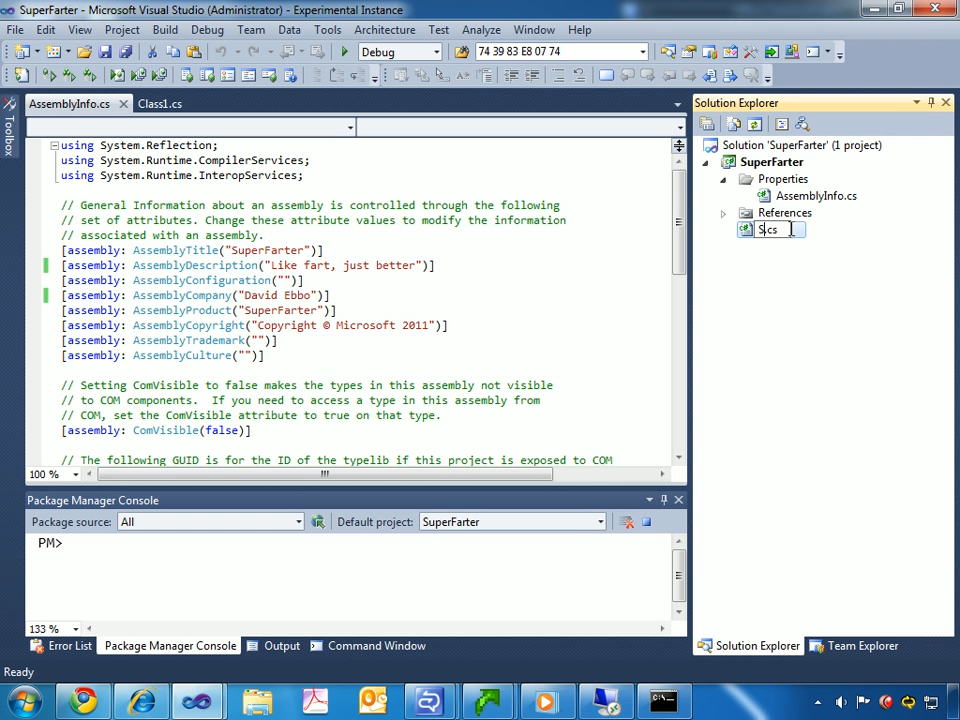 SuperFarter - Microsoft Visual Studio (Administrator) - Experimental Instance
File Edit View Project Build Debug Team Data Tools Architecture Test Analyze Window Help
Debug 74 39 83 E8 07 74
AssemblyInfo.cs Class1.cs
Toolbox
using System.Reflection;
using System.Runtime.CompilerServices;
using System.Runtime.InteropServices;
// General Information about an assembly is controlled through the following
// set of attributes. Change these attribute values to modify the information
// associated with an assembly.
[assembly: AssemblyTitle("SuperFarter")]
[assembly: AssemblyDescription("Like fart, just better")]
[assembly: AssemblyConfiguration("")]
[assembly: AssemblyCompany("David Ebbo")]
[assembly: AssemblyProduct("SuperFarter")]
[assembly: AssemblyCopyright("Copyright © Microsoft 2011")]
[assembly: AssemblyTrademark("")]
[assembly: AssemblyCulture("")]
// Setting ComVisible to false makes the types in this assembly not visible
// to COM components.  If you need to access a type in this assembly from
// COM, set the ComVisible attribute to true on that type.
[assembly: ComVisible(false)]
// The following GUID is for the ID of the typelib if this project is exposed to COM
100 %
Package Manager Console
Package source: All Default project: SuperFarter
PM>
133 %
Error List Package Manager Console Output Command Window
Solution Explorer
Solution 'SuperFarter' (1 project)
SuperFarter
Properties
AssemblyInfo.cs
References
S.cs
Solution Explorer Team Explorer
Ready